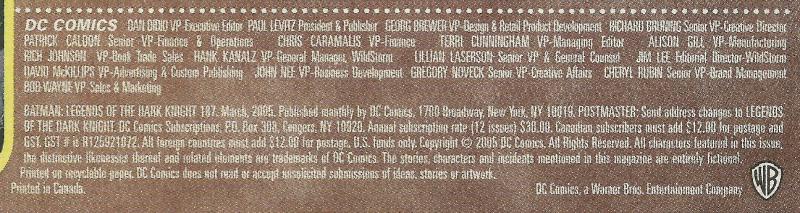 DC COMICS DAN DIDIO VP-Executive Editor PAUL LEVITZ President & Publisher GEORG BREWER VP-Design & Retail Product Development RICHARD BRUNING Senior VP-Creative Director
PATRICK CALDON Senior VP-Finance & Operations CHRIS CARAMALIS VP-Finance TERRI CUNNINGHAM VP-Managing Editor ALISON GILL VP-Manufacturing
RICH JOHNSON VP-Book Trade Sales HANK KANALZ VP-General Manager, WildStorm LILLIAN LASERSON Senior VP & General Counsel JIM LEE Editorial Director-WildStorm
DAVID McKILLIPS VP-Advertising & Custom Publishing JOHN NEE VP-Business Development GREGORY NOVECK Senior VP-Creative Affairs CHERYL RUBIN Senior VP-Brand Management
BOB WAYNE VP-Sales & Marketing
BATMAN: LEGENDS OF THE DARK KNIGHT 187. March, 2005. Published monthly by DC Comics, 1700 Broadway, New York, NY 10019. POSTMASTER: Send address changes to LEGENDS
OF THE DARK KNIGHT, DC Comics Subscriptions, P.O. Box 308, Congers, NY 10920. Annual subscription rate (12 issues) $30.00. Canadian subscribers must add $12.00 for postage and
GST. GST # is R125921072. All foreign countries must add $12.00 for postage. U.S. funds only. Copyright © 2005 DC Comics. All Rights Reserved. All characters featured in this issue,
the distinctive likenesses thereof and related elements are trademarks of DC Comics. The stories, characters and incidents mentioned in this magazine are entirely fictional.
Printed on recyclable paper. DC Comics does not read or accept unsolicited submissions of ideas, stories or artwork.
Printed in Canada.
DC Comics, a Warner Bros. Entertainment Company
WB